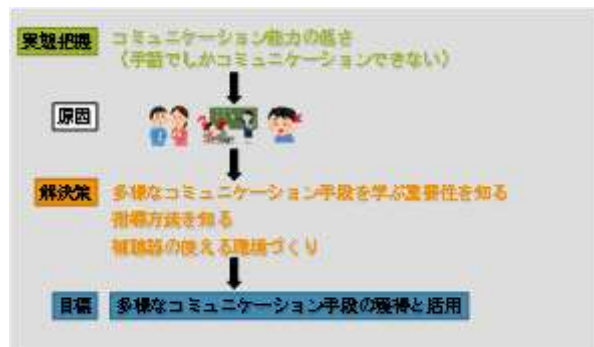 実態把握 コミュニケーション能力の低さ
（手話でしかコミュニケーションできない）
原因
解決策 多様なコミュニケーション手段を学ぶ重要性を知る
指導方法を知る
補聴器の使える環境づくり
目標 多様なコミュニケーション手段の獲得と活用